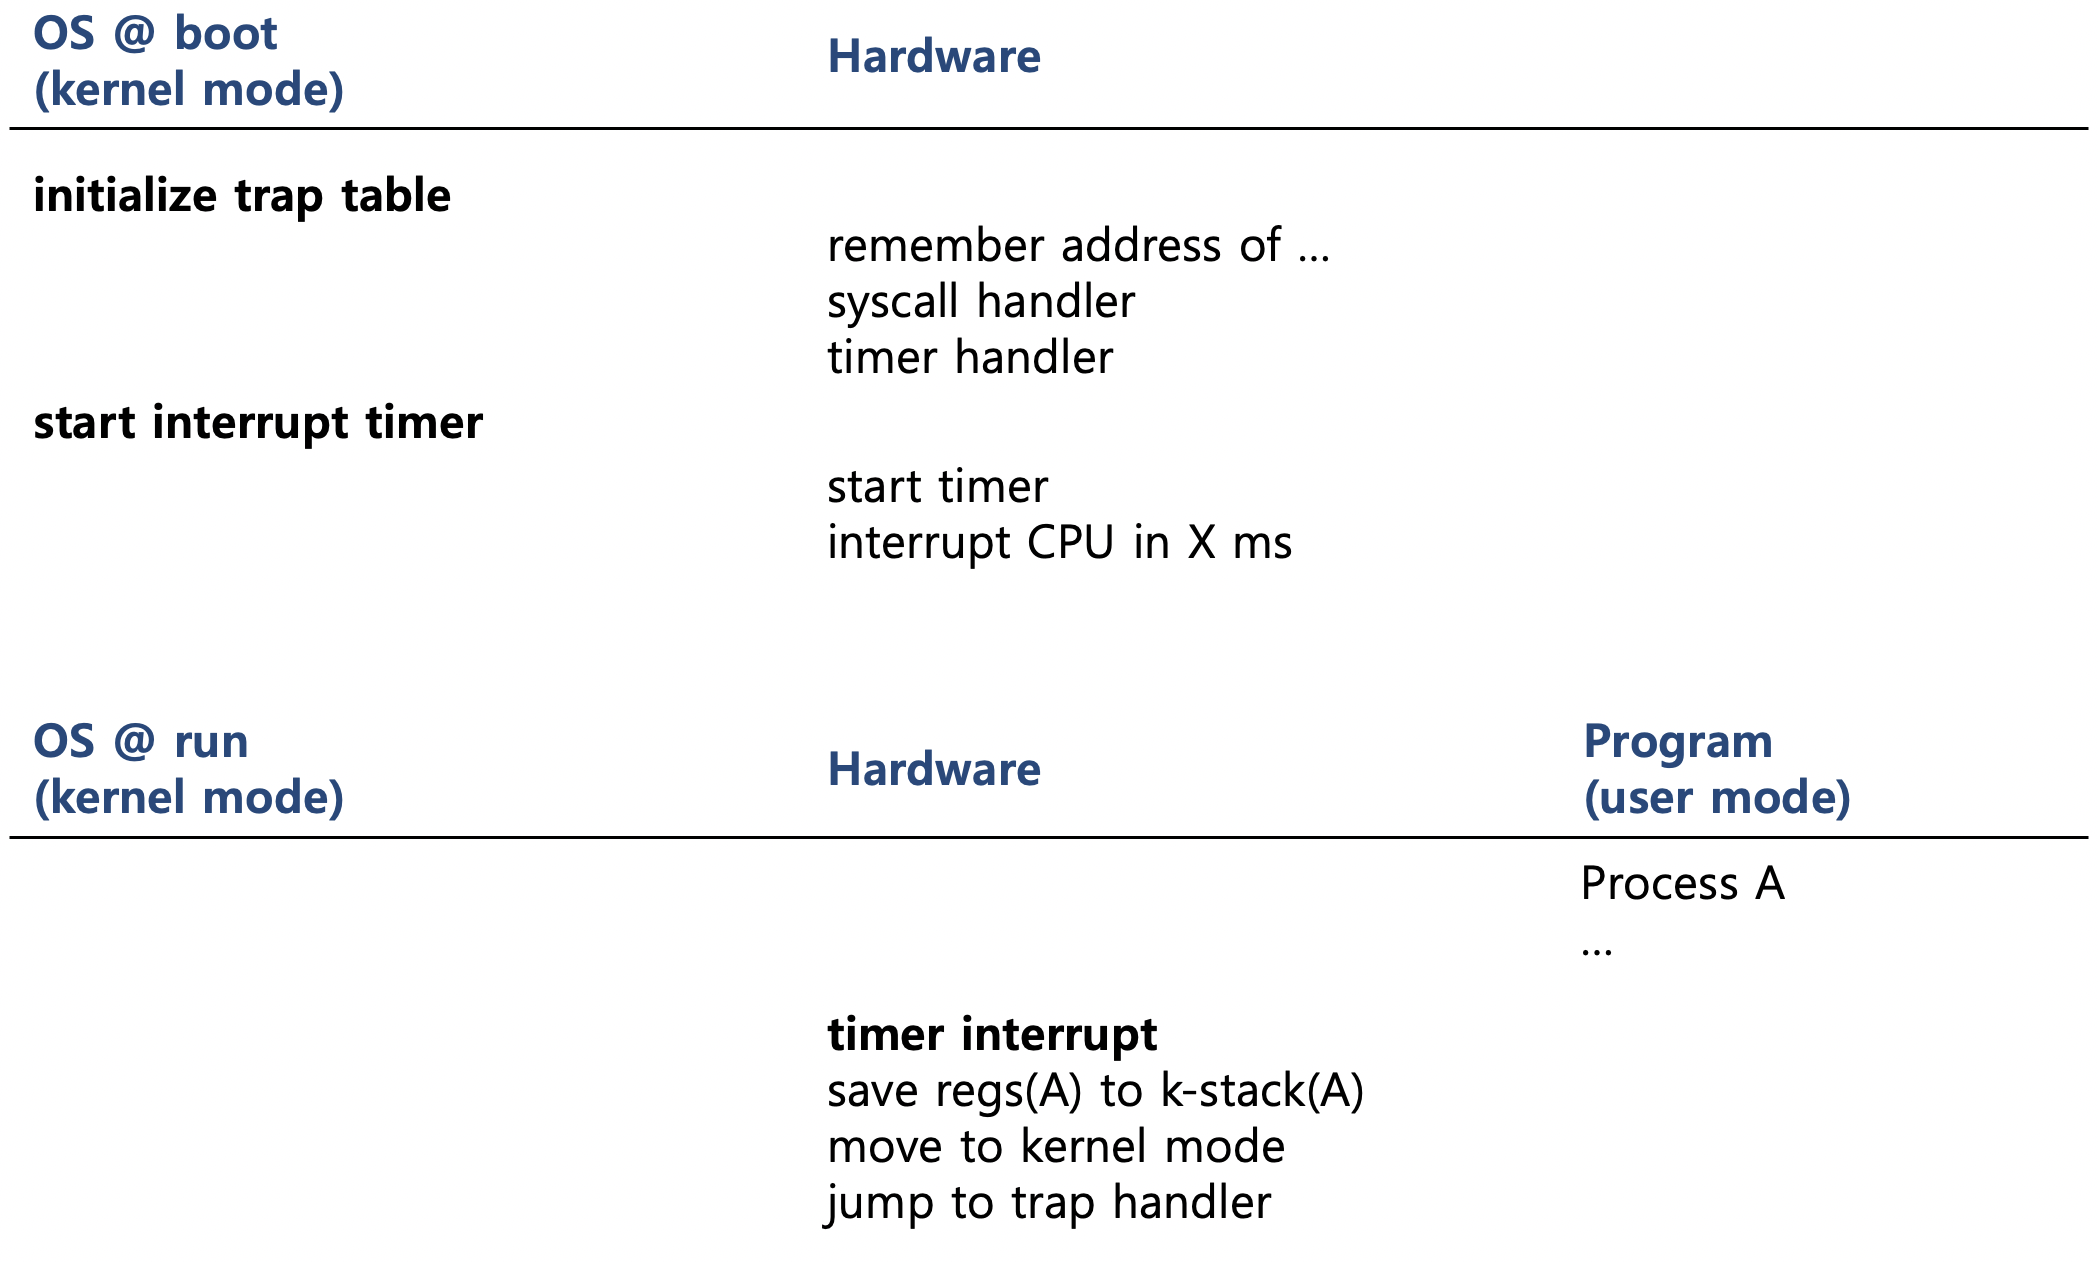 OS @ boot
(kernel mode)
Hardware
initialize trap table
remember address of ...
syscall handler
timer handler
start interrupt timer
start timer
interrupt CPU in X ms
OS @ run
(kernel mode)
Hardware
Program
(user mode)
Process A
...
timer interrupt
save regs(A) to k-stack(A)
move to kernel mode
jump to trap handler